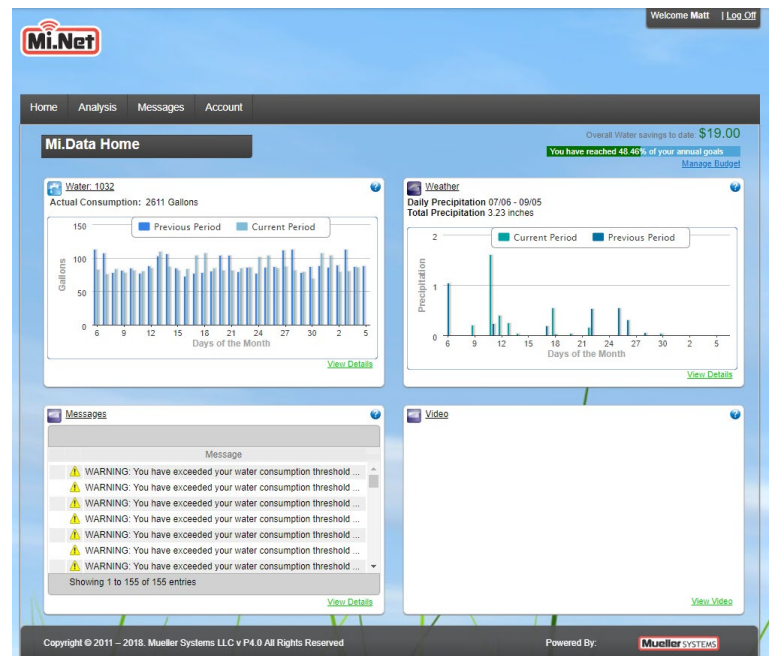 Welcome Matt | Log Off
Mi.Net
Home Analysis Messages Account
Mi.Data Home
Overall Water savings to date: $19.00
You have reached 48.46% of your annual goals
Manage Budget
Water: 1032
Actual Consumption: 2611 Gallons
150
Previous Period Current Period
100
Gallons
50
0
6 9 12 15 18 21 24 27 30 2 5
Days of the Month
View Details
Weather
Daily Precipitation 07/06 - 09/05
Total Precipitation 3.23 inches
2
Current Period Previous Period
Precipitation
1
0
6 9 12 15 18 21 24 27 30 2 5
Days of the Month
View Details
Messages
Message
WARNING: You have exceeded your water consumption threshold ...
WARNING: You have exceeded your water consumption threshold ...
WARNING: You have exceeded your water consumption threshold ...
WARNING: You have exceeded your water consumption threshold ...
WARNING: You have exceeded your water consumption threshold ...
WARNING: You have exceeded your water consumption threshold ...
WARNING: You have exceeded your water consumption threshold ...
Showing 1 to 155 of 155 entries
View Details
Video
View Video
Copyright © 2011 – 2018. Mueller Systems LLC v P4.0 All Rights Reserved
Powered By: Mueller SYSTEMS